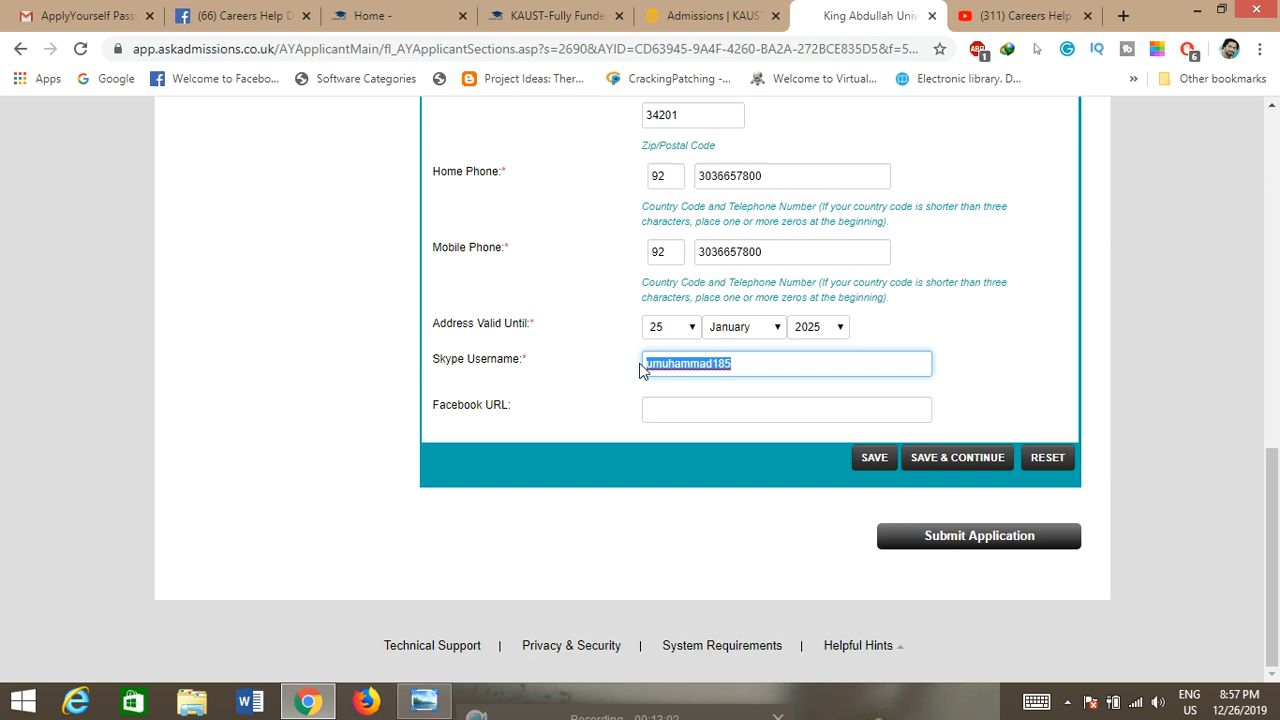 ApplyYourself Pass
(66) Careers Help D
Home -
KAUST-Fully Funde
Admissions | KAUST
King Abdullah Univ
(311) Careers Help
app.askadmissions.co.uk/AYApplicantMain/fl_AYApplicantSections.asp?s=2690&AYID=CD63945-9A4F-4260-BA2A-272BCE835D5&F=5...
Apps
Google
Welcome to Facebo...
Software Categories
Project Ideas: Ther...
CrackingPatching -...
Welcome to Virtual...
Electronic library. D...
»
Other bookmarks
34201
Zip/Postal Code
Home Phone:*
92
3036657800
Country Code and Telephone Number (If your country code is shorter than three
characters, place one or more zeros at the beginning).
Mobile Phone:*
92
3036657800
Country Code and Telephone Number (If your country code is shorter than three
characters, place one or more zeros at the beginning).
Address Valid Until:*
25
January
2025
Skype Username:*
umuhammad185
Facebook URL:
SAVE
SAVE & CONTINUE
RESET
Submit Application
Technical Support | Privacy & Security | System Requirements | Helpful Hints
ENG
US
8:57 PM
12/26/2019
Recording 00:13:02